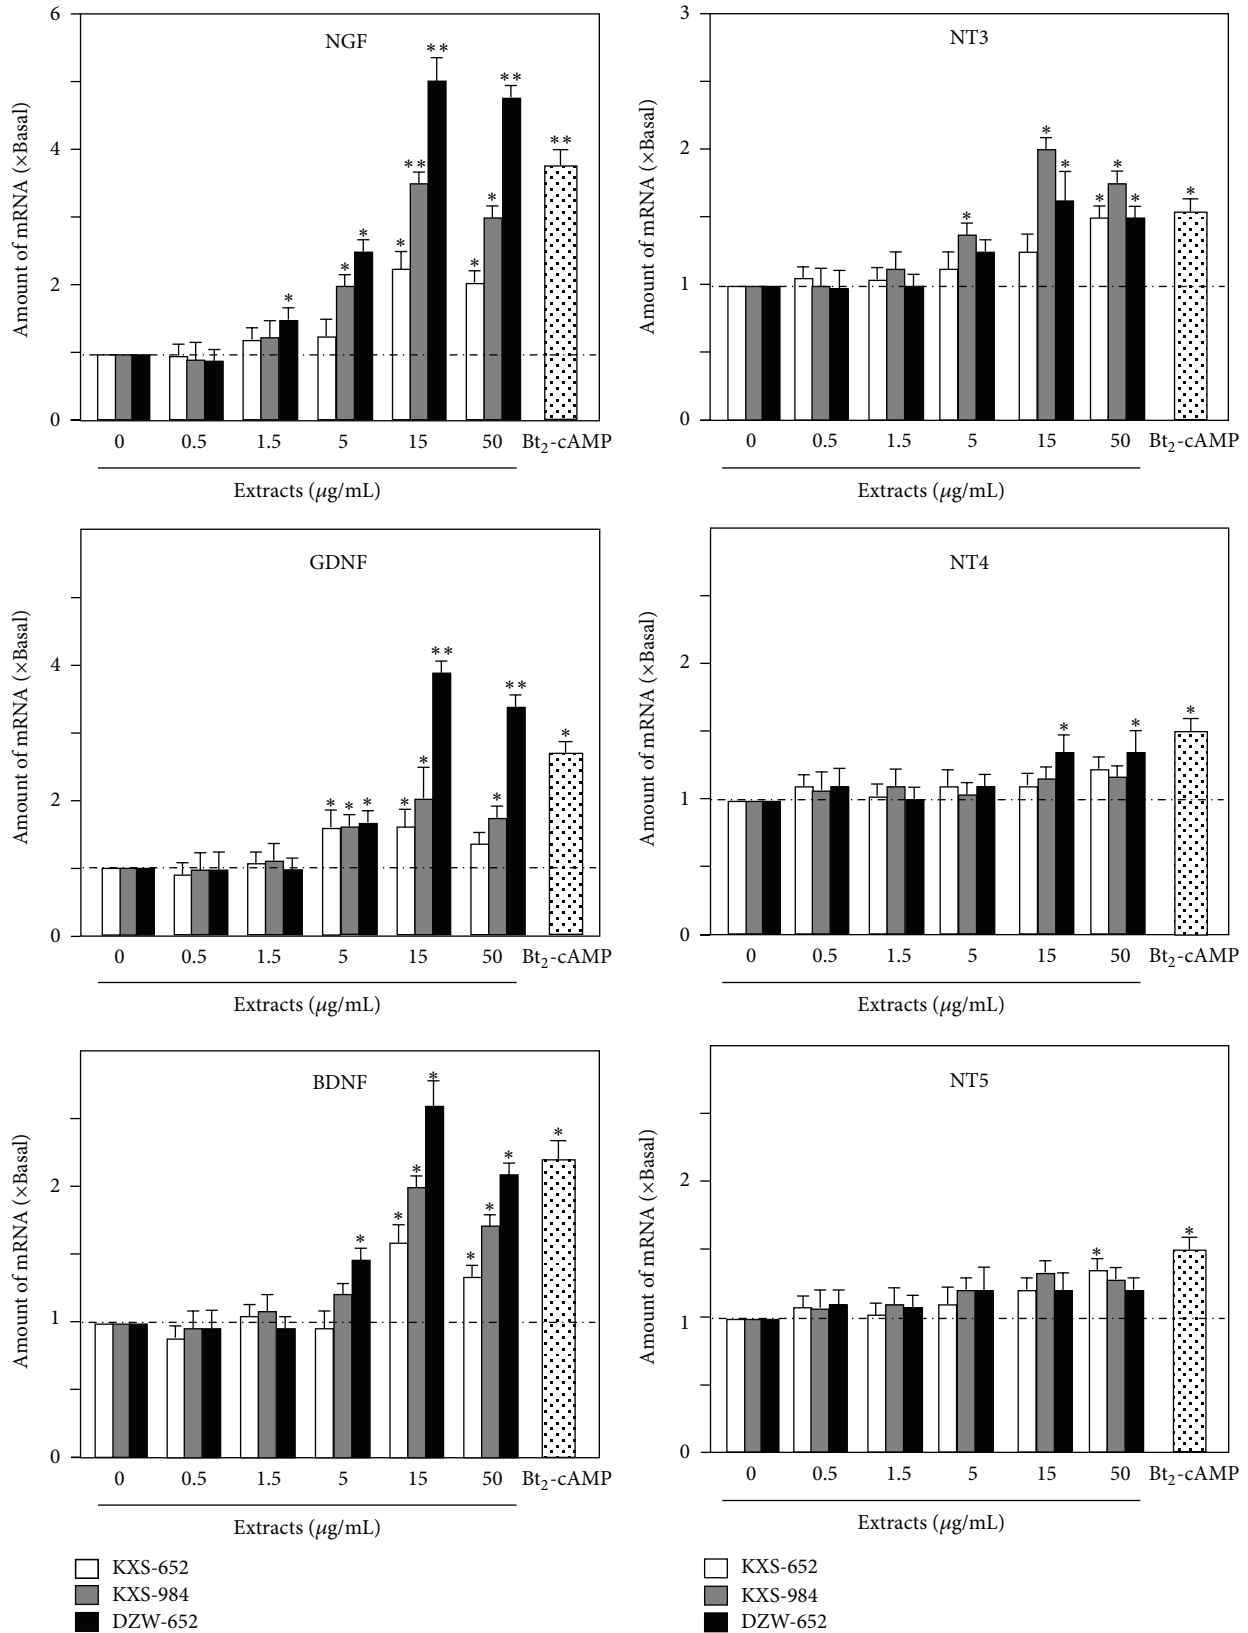 NGF
Amount of mRNA (×Basal)
6
4
2
0
** ** ** ** * * * * * *
0 0.5 1.5 5 15 50 Bt₂-cAMP
Extracts (μg/mL)
NT3
Amount of mRNA (×Basal)
3
2
1
0
* * * * * * * *
0 0.5 1.5 5 15 50 Bt₂-cAMP
Extracts (μg/mL)
GDNF
Amount of mRNA (×Basal)
4
2
0
* * * * * ** * ** *
0 0.5 1.5 5 15 50 Bt₂-cAMP
Extracts (μg/mL)
NT4
Amount of mRNA (×Basal)
2
1
0
* * *
0 0.5 1.5 5 15 50 Bt₂-cAMP
Extracts (μg/mL)
BDNF
Amount of mRNA (×Basal)
2
1
0
* * * * * * * *
0 0.5 1.5 5 15 50 Bt₂-cAMP
Extracts (μg/mL)
KXS-652
KXS-984
DZW-652
NT5
Amount of mRNA (×Basal)
2
1
0
* *
0 0.5 1.5 5 15 50 Bt₂-cAMP
Extracts (μg/mL)
KXS-652
KXS-984
DZW-652